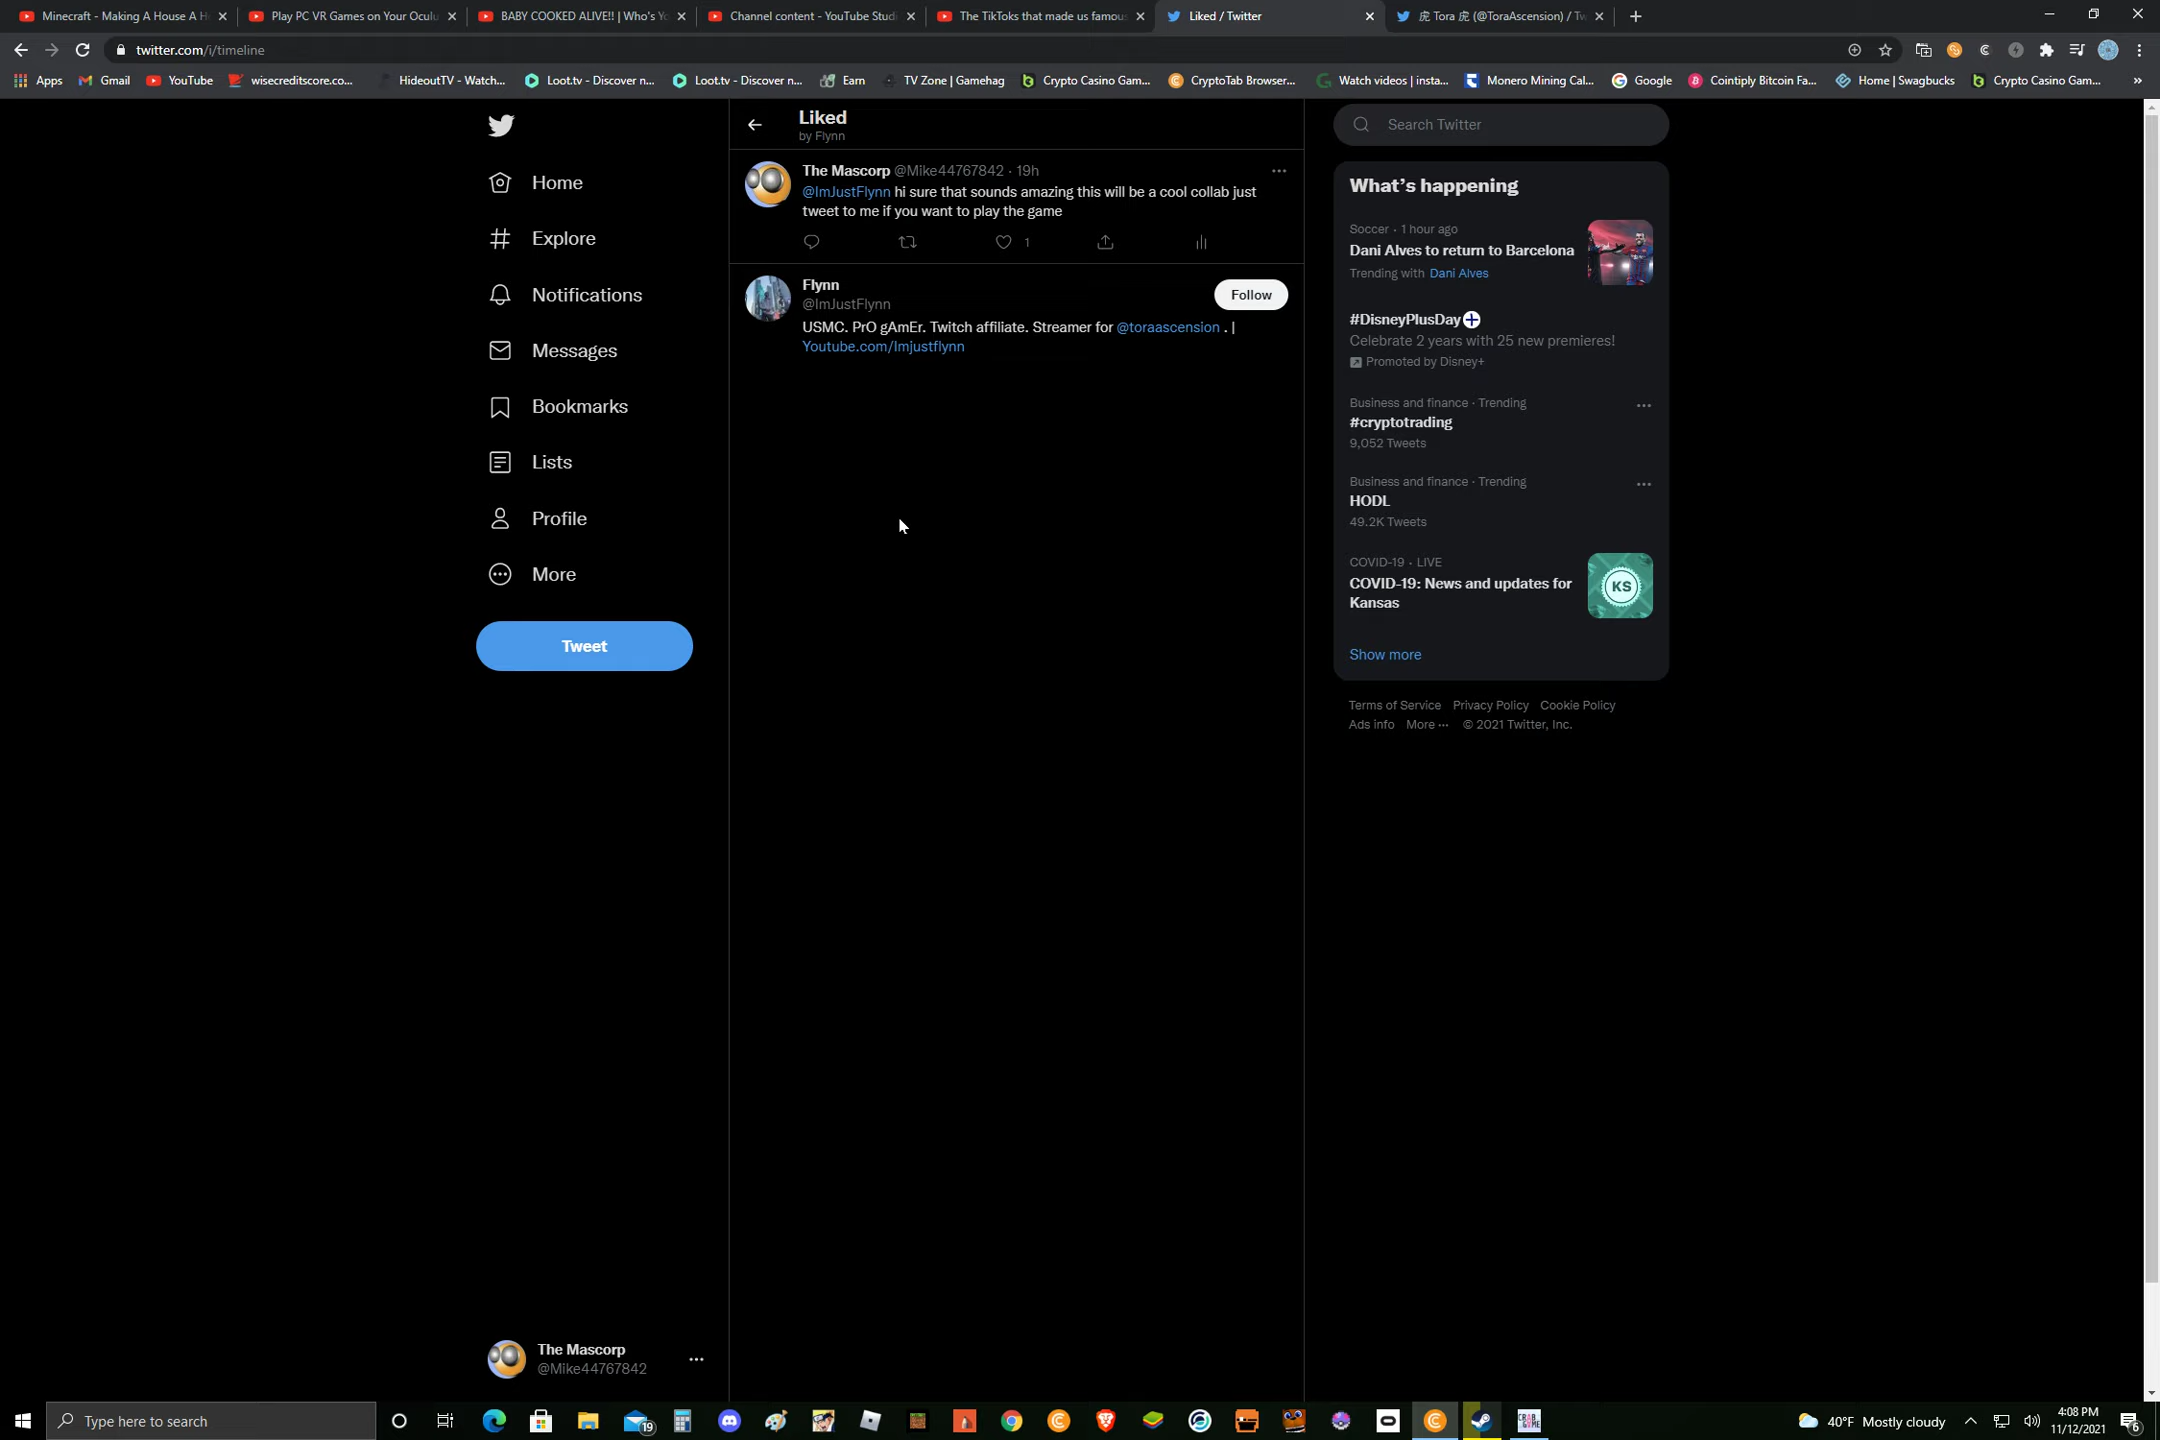 Minecraft - Making A House A H
Play PC VR Games on Your Ocul
BABY COOKED ALIVE!! | Who's Yo
Channel content - YouTube Studi
The TikToks that made us famou
Liked / Twitter
虎 Tora 虎 (@ToraAscension) / Tw
twitter.com/i/timeline
Apps
Gmail
YouTube
wisecreditscore.co...
HideoutTV - Watch...
Loot.tv - Discover n...
Loot.tv - Discover n...
Earn
TV Zone | Gamehag
Crypto Casino Gam...
CryptoTab Browser...
Watch videos | insta...
Monero Mining Cal...
Google
Cointiply Bitcoin Fa...
Home | Swagbucks
Crypto Casino Gam...
Home
Explore
Notifications
Messages
Bookmarks
Lists
Profile
More
Tweet
The Mascorp
@Mike44767842
Liked
by Flynn
The Mascorp @Mike44767842 · 19h
@ImJustFlynn hi sure that sounds amazing this will be a cool collab just
tweet to me if you want to play the game
1
Flynn
@ImJustFlynn
Follow
USMC. PrO gAmEr. Twitch affiliate. Streamer for @toraascension . |
Youtube.com/Imjustflynn
Search Twitter
What's happening
Soccer · 1 hour ago
Dani Alves to return to Barcelona
Trending with Dani Alves
#DisneyPlusDay
Celebrate 2 years with 25 new premieres!
Promoted by Disney+
Business and finance · Trending
#cryptotrading
9,052 Tweets
Business and finance · Trending
HODL
49.2K Tweets
COVID-19 · LIVE
COVID-19: News and updates for
Kansas
KS
Show more
Terms of Service Privacy Policy Cookie Policy
Ads info More ··· © 2021 Twitter, Inc.
Type here to search
19
CRAB
GAME
40°F Mostly cloudy
4:08 PM
11/12/2021
6